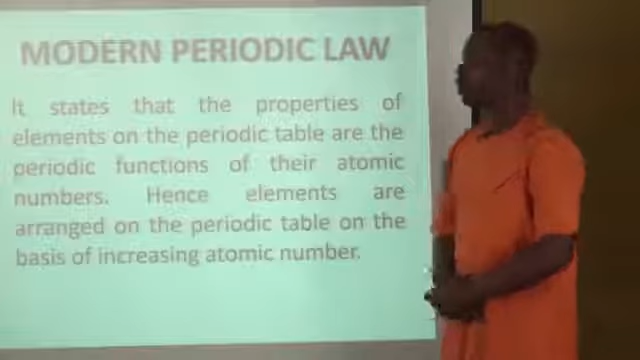 MODERN PERIODIC LAW
It states that the properties of
elements on the periodic table are the
periodic functions of their atomic
numbers. Hence elements are
arranged on the periodic table on the
basis of increasing atomic number.